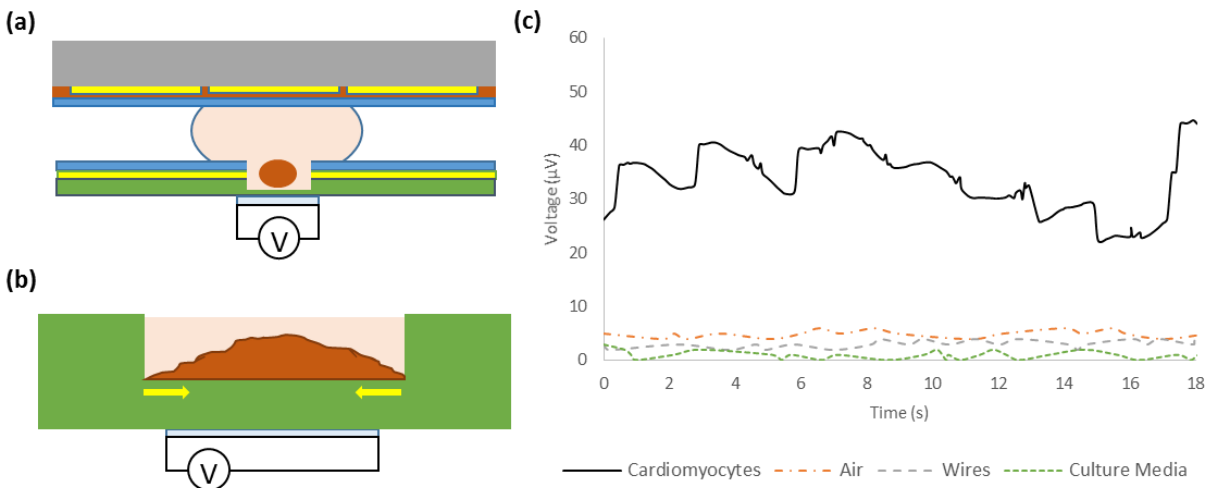 (a)
V
(b)
V
(c)
60
50
40
30
20
10
0
Voltage (µV)
0 2 4 6 8 10 12 14 16 18
Time (s)
Cardiomyocytes Air Wires Culture Media